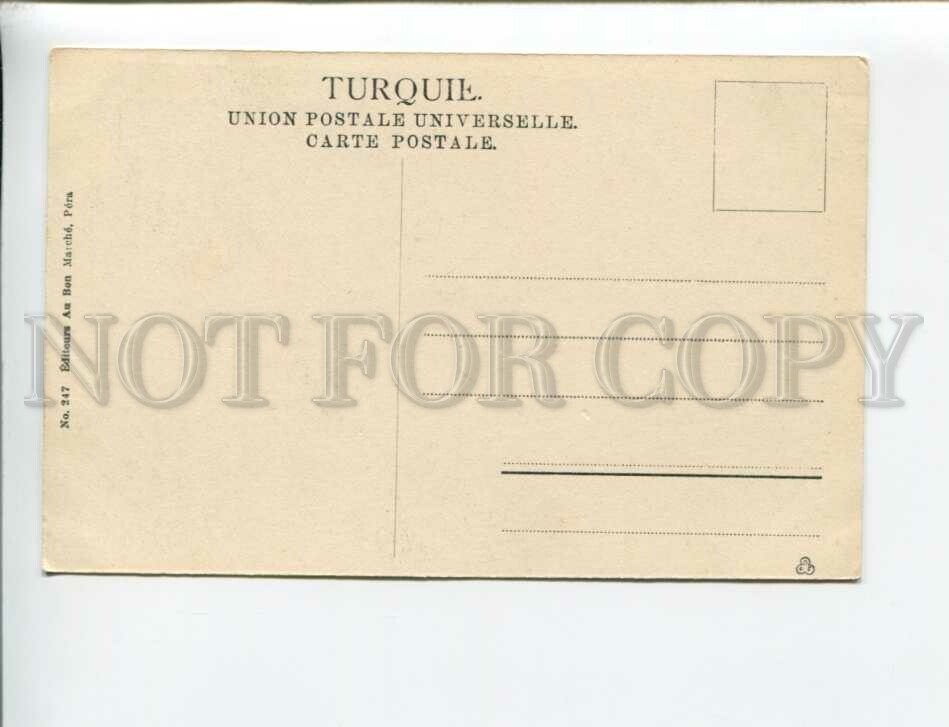 TURQUIE.
UNION POSTALE UNIVERSELLE.
CARTE POSTALE.
No. 247 Éditeurs Au Bon Marché, Péra
NOT FOR COPY